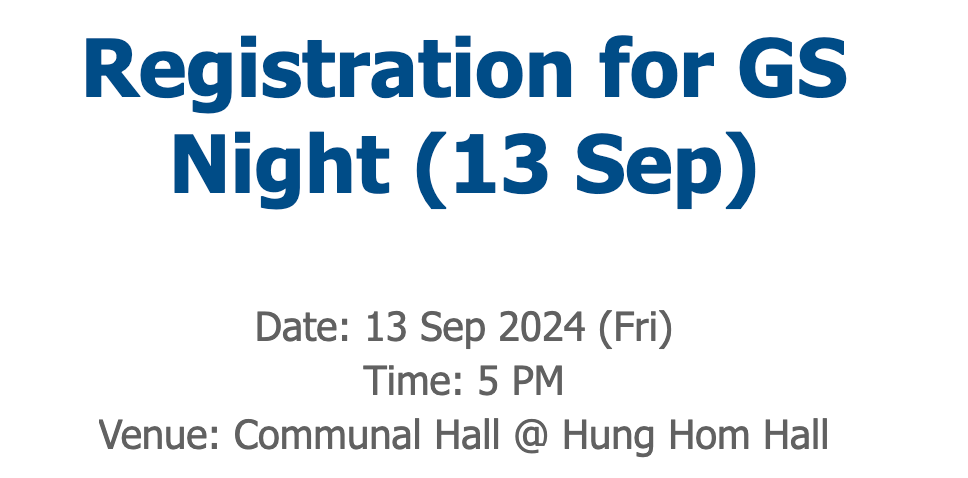 Registration for GS
Night (13 Sep)
Date: 13 Sep 2024 (Fri)
Time: 5 PM
Venue: Communal Hall @ Hung Hom Hall